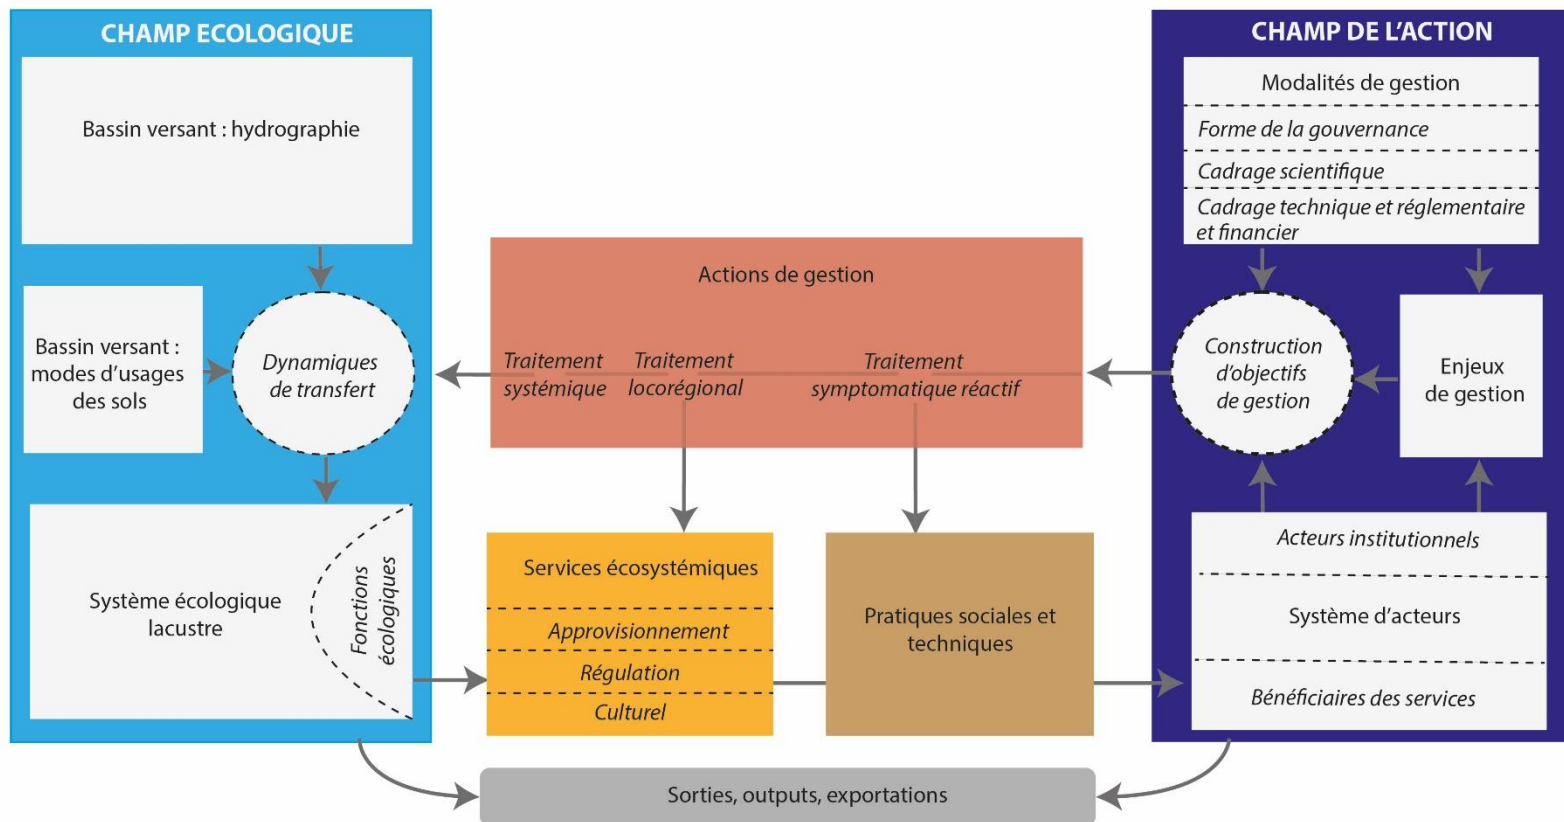 CHAMP ECOLOGIQUE
Bassin versant : hydrographie
Bassin versant :
modes d'usages
des sols
Dynamiques
de transfert
Système écologique
lacustre
Fonctions
écologiques
Actions de gestion
Traitement
systémique
Traitement
locorégional
Traitement
symptomatique réactif
Services écosystémiques
Approvisionnement
Régulation
Culturel
Pratiques sociales et
techniques
CHAMP DE L'ACTION
Modalités de gestion
Forme de la gouvernance
Cadrage scientifique
Cadrage technique et réglementaire
et financier
Construction
d'objectifs
de gestion
Enjeux
de gestion
Acteurs institutionnels
Système d'acteurs
Bénéficiaires des services
Sorties, outputs, exportations